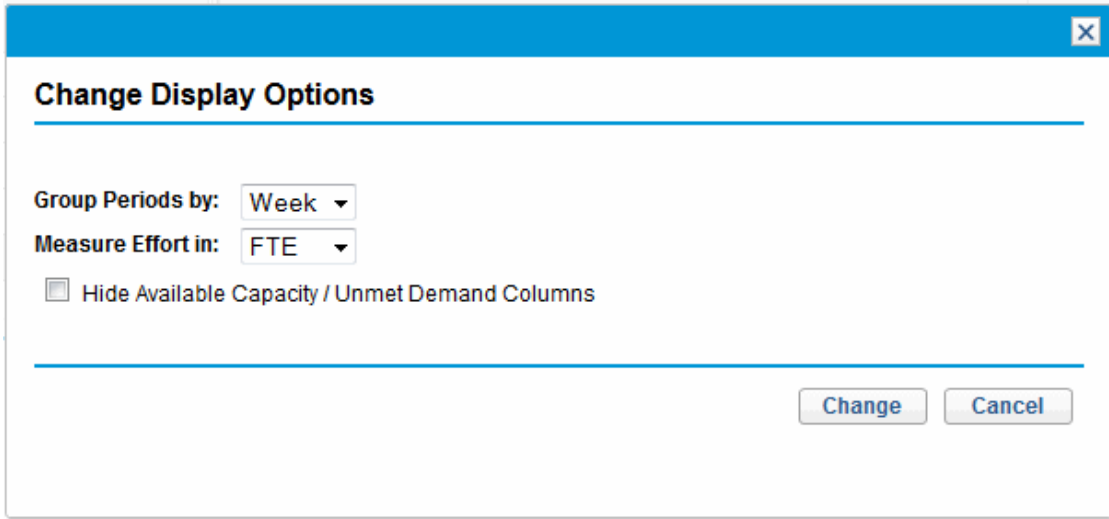 Change Display Options
Group Periods by: Week
Measure Effort in: FTE
Hide Available Capacity / Unmet Demand Columns
Change Cancel